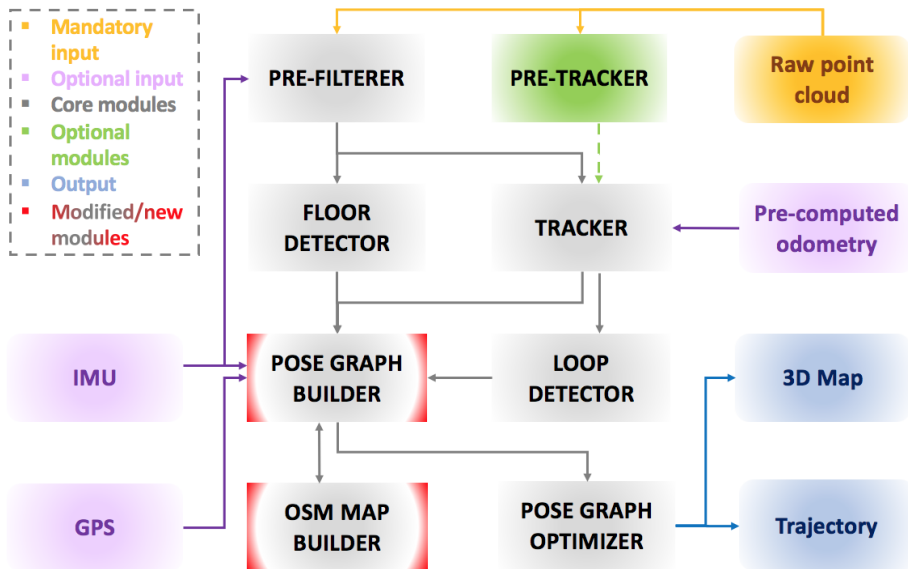 Mandatory
input
Optional input
Core modules
Optional
modules
Output
Modified/new
modules
PRE-FILTERER
PRE-TRACKER
Raw point
cloud
FLOOR
DETECTOR
TRACKER
Pre-computed
odometry
IMU
POSE GRAPH
BUILDER
LOOP
DETECTOR
3D Map
GPS
OSM MAP
BUILDER
POSE GRAPH
OPTIMIZER
Trajectory